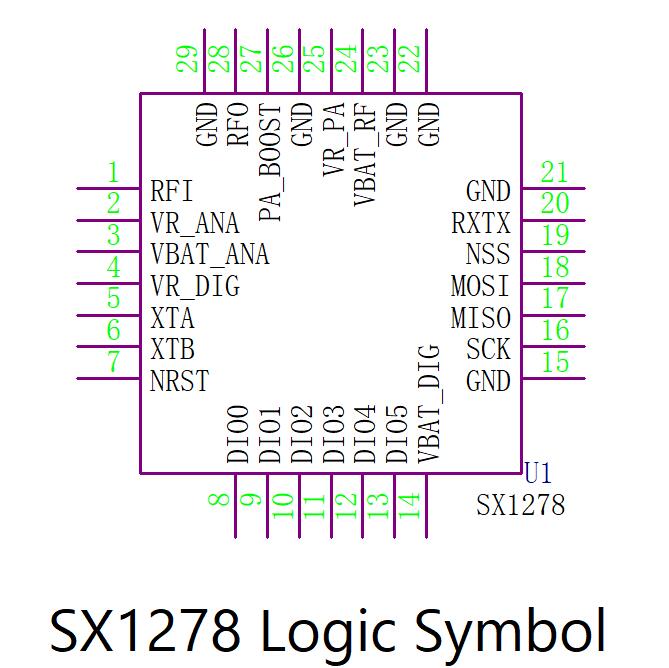 29 28 27 26 25 24 23 22
GND RFO PA_BOOST GND VR_PA VBAT_RF GND GND
1 RFI
2 VR_ANA
3 VBAT_ANA
4 VR_DIG
5 XTA
6 XTB
7 NRST
GND 21
RXTX 20
NSS 19
MOSI 18
MISO 17
SCK 16
GND 15
DIO0 DIO1 DIO2 DIO3 DIO4 DIO5 VBAT_DIG
8 9 10 11 12 13 14
U1
SX1278
SX1278 Logic Symbol